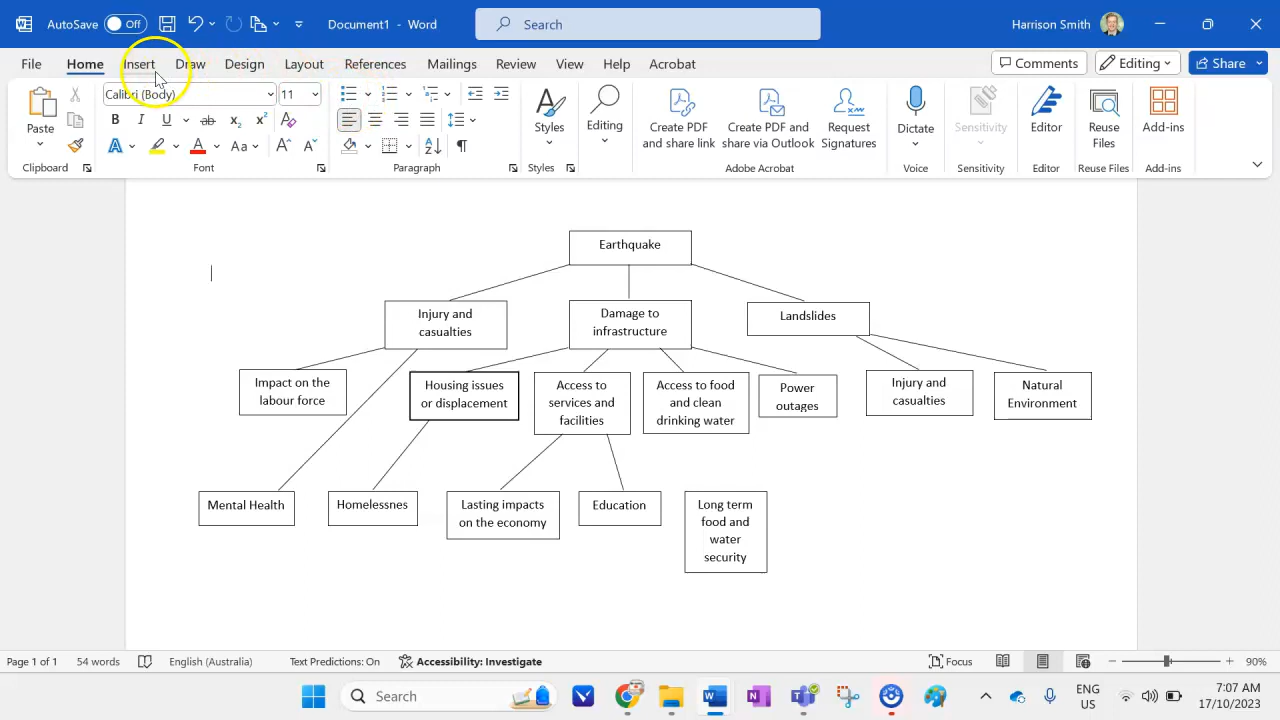 AutoSave Off
Document1 - Word
Search
Harrison Smith
File Home Insert Draw Design Layout References Mailings Review View Help Acrobat
Comments Editing Share
Paste
Calibri (Body) 11
Styles
Editing
Create PDF
and share link
Create PDF and
share via Outlook
Request
Signatures
Dictate
Sensitivity
Editor
Reuse
Files
Add-ins
Clipboard Font Paragraph Styles Adobe Acrobat Voice Sensitivity Editor Reuse Files Add-ins
Earthquake
Injury and
casualties
Damage to
infrastructure
Landslides
Impact on the
labour force
Housing issues
or displacement
Access to
services and
facilities
Access to food
and clean
drinking water
Power
outages
Injury and
casualties
Natural
Environment
Mental Health
Homelessnes
Lasting impacts
on the economy
Education
Long term
food and
water
security
Page 1 of 1 54 words English (Australia) Text Predictions: On Accessibility: Investigate Focus 90%
Search
ENG
US
7:07 AM
17/10/2023